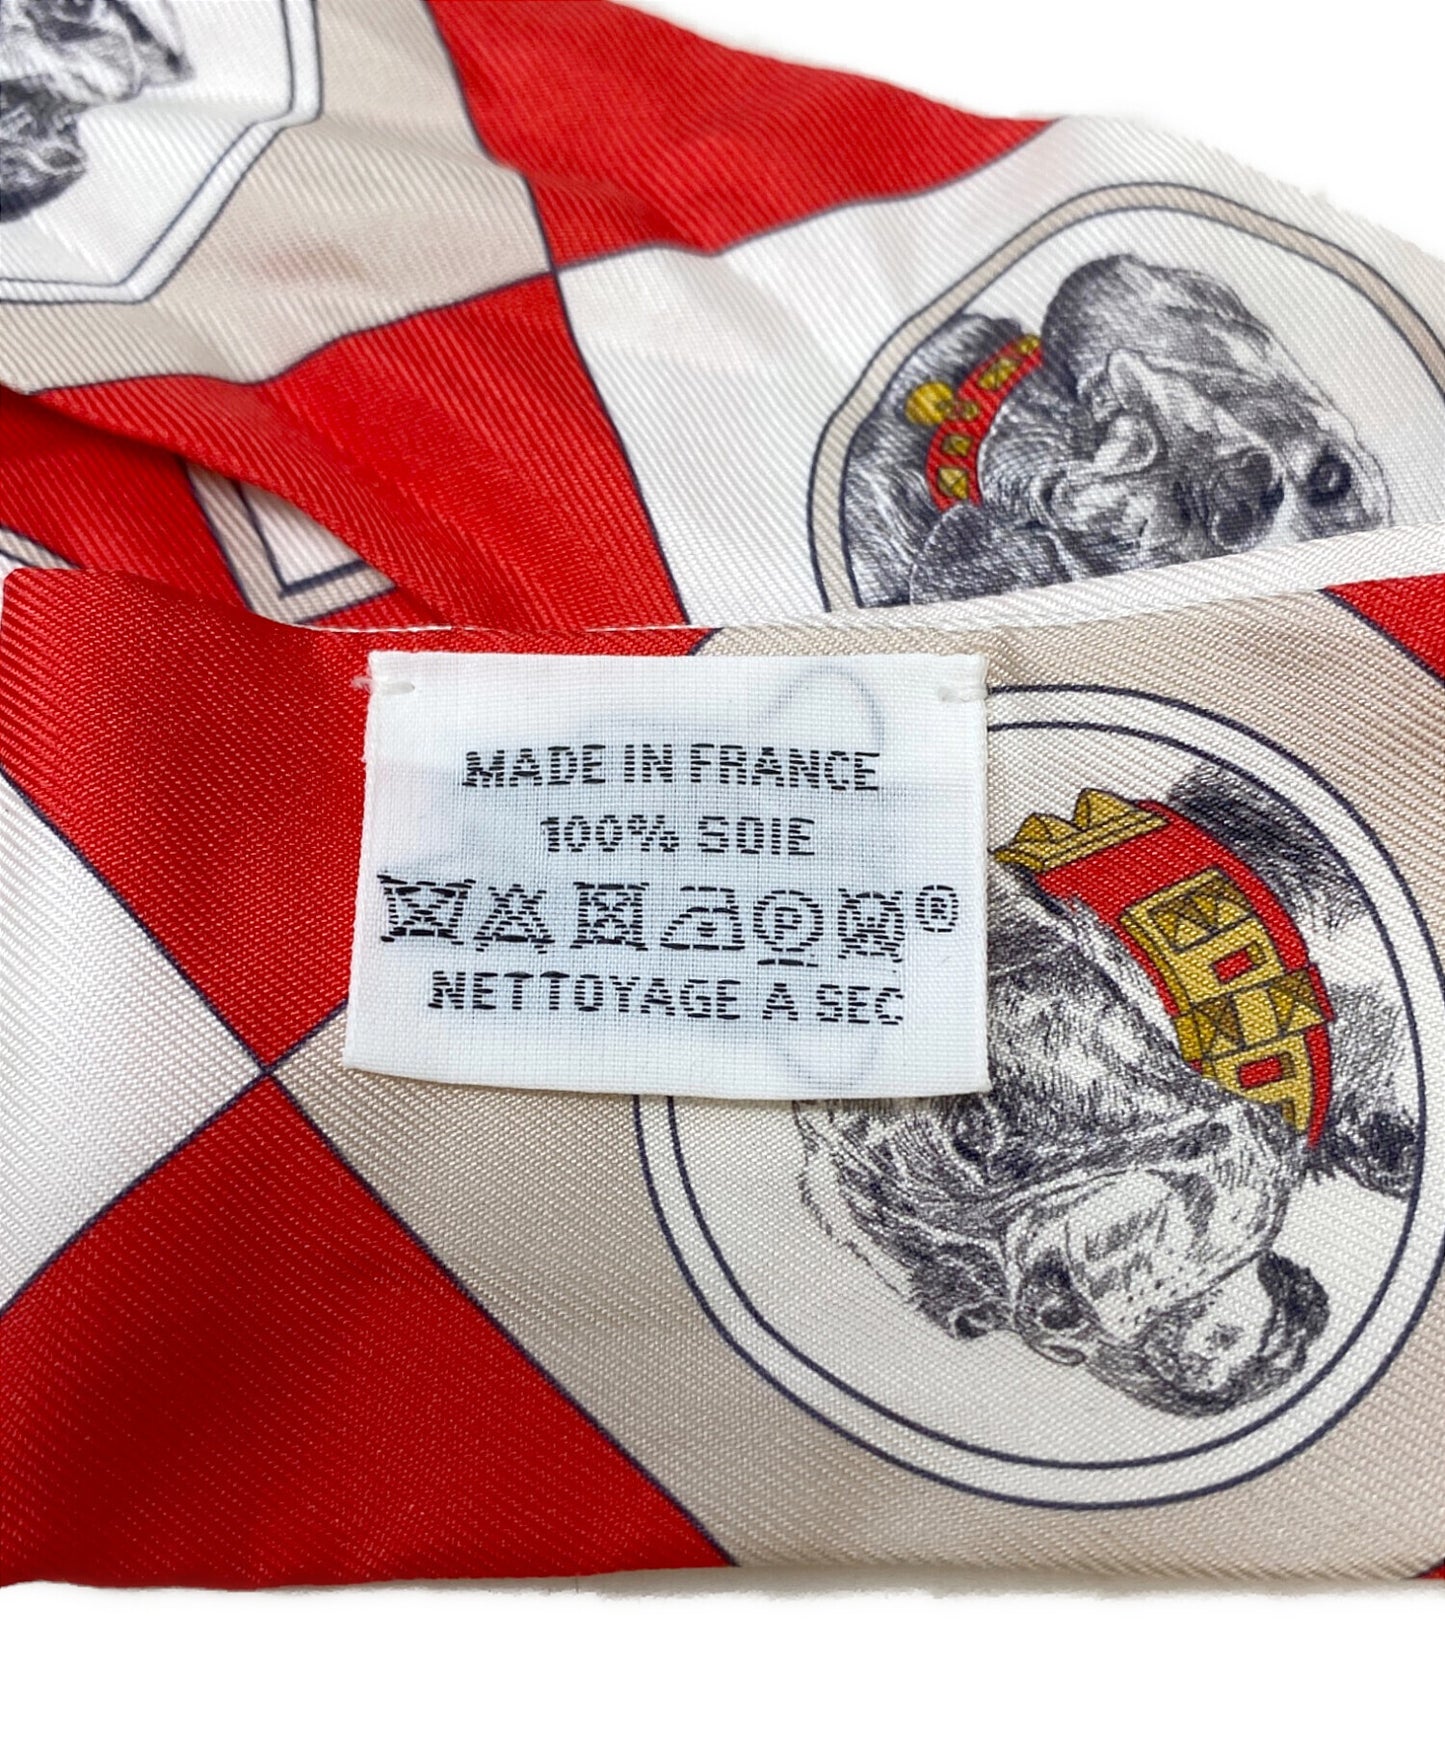 MADE IN FRANCE
100% SOIE
P ®
NETTOYAGE A SEC